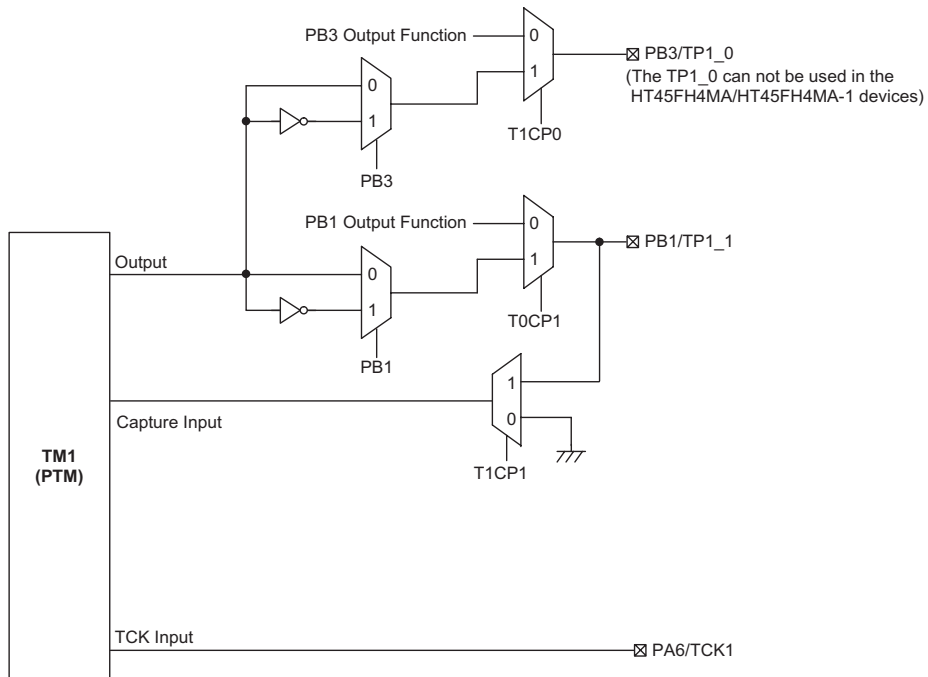 PB3 Output Function
0
1
T1CP0
PB3/TP1_0
(The TP1_0 can not be used in the
HT45FH4MA/HT45FH4MA-1 devices)
0
1
PB3
PB1 Output Function
0
1
T0CP1
PB1/TP1_1
Output
0
1
PB1
1
0
T1CP1
Capture Input
TM1
(PTM)
TCK Input
PA6/TCK1